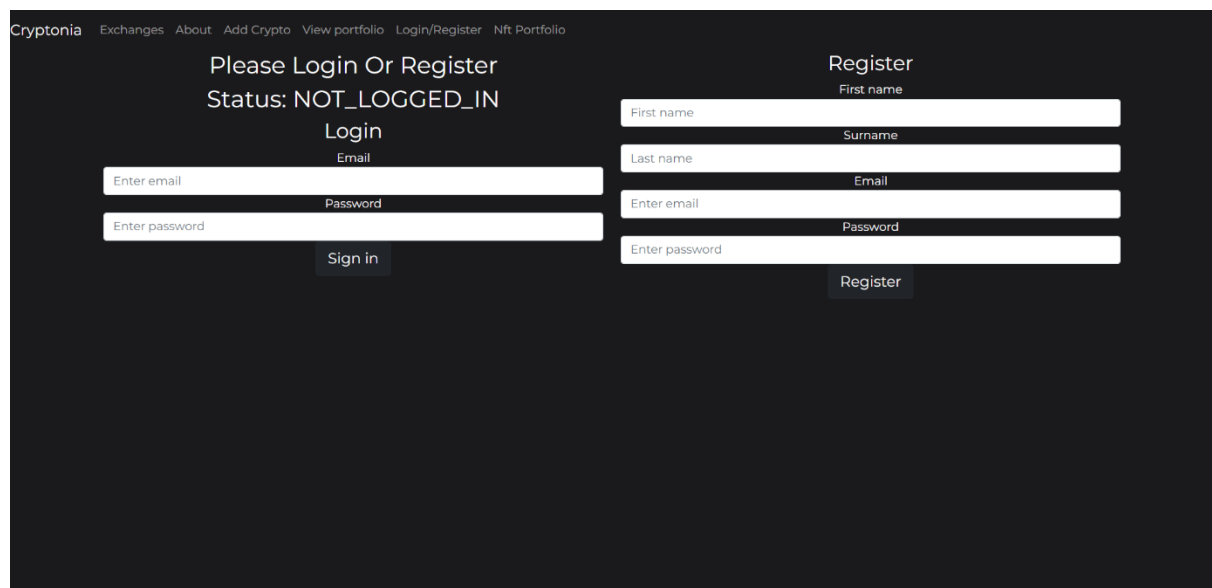 Cryptonia Exchanges About Add Crypto View portfolio Login/Register Nft Portfolio
Please Login Or Register
Status: NOT_LOGGED_IN
Login
Email
Enter email
Password
Enter password
Sign in
Register
First name
First name
Surname
Last name
Email
Enter email
Password
Enter password
Register